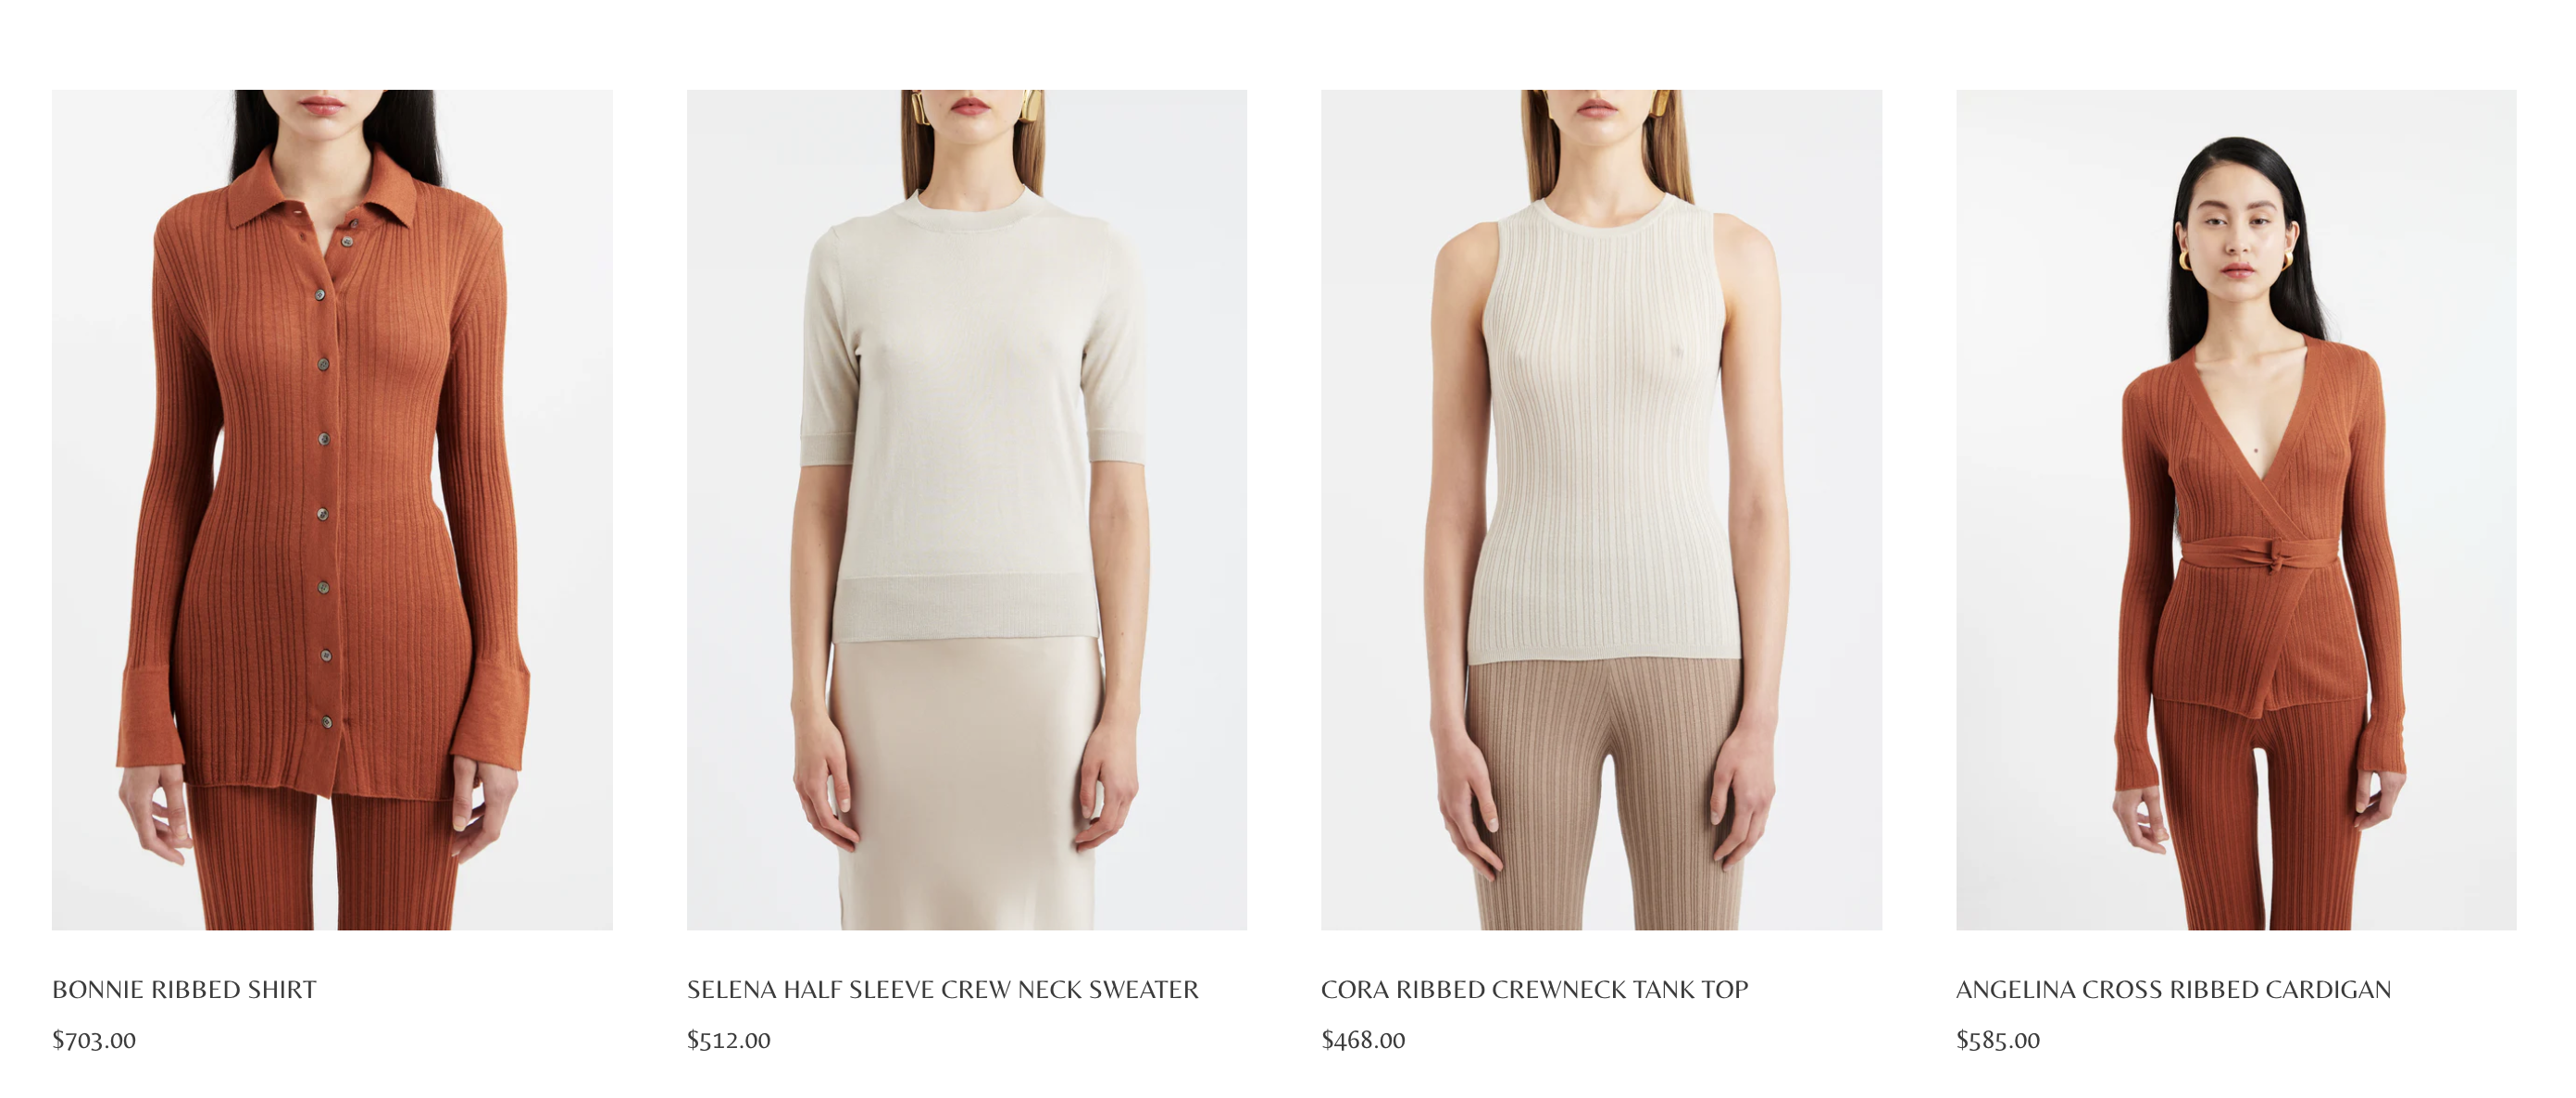 BONNIE RIBBED SHIRT
$703.00
SELENA HALF SLEEVE CREW NECK SWEATER
$512.00
CORA RIBBED CREWNECK TANK TOP
$468.00
ANGELINA CROSS RIBBED CARDIGAN
$585.00